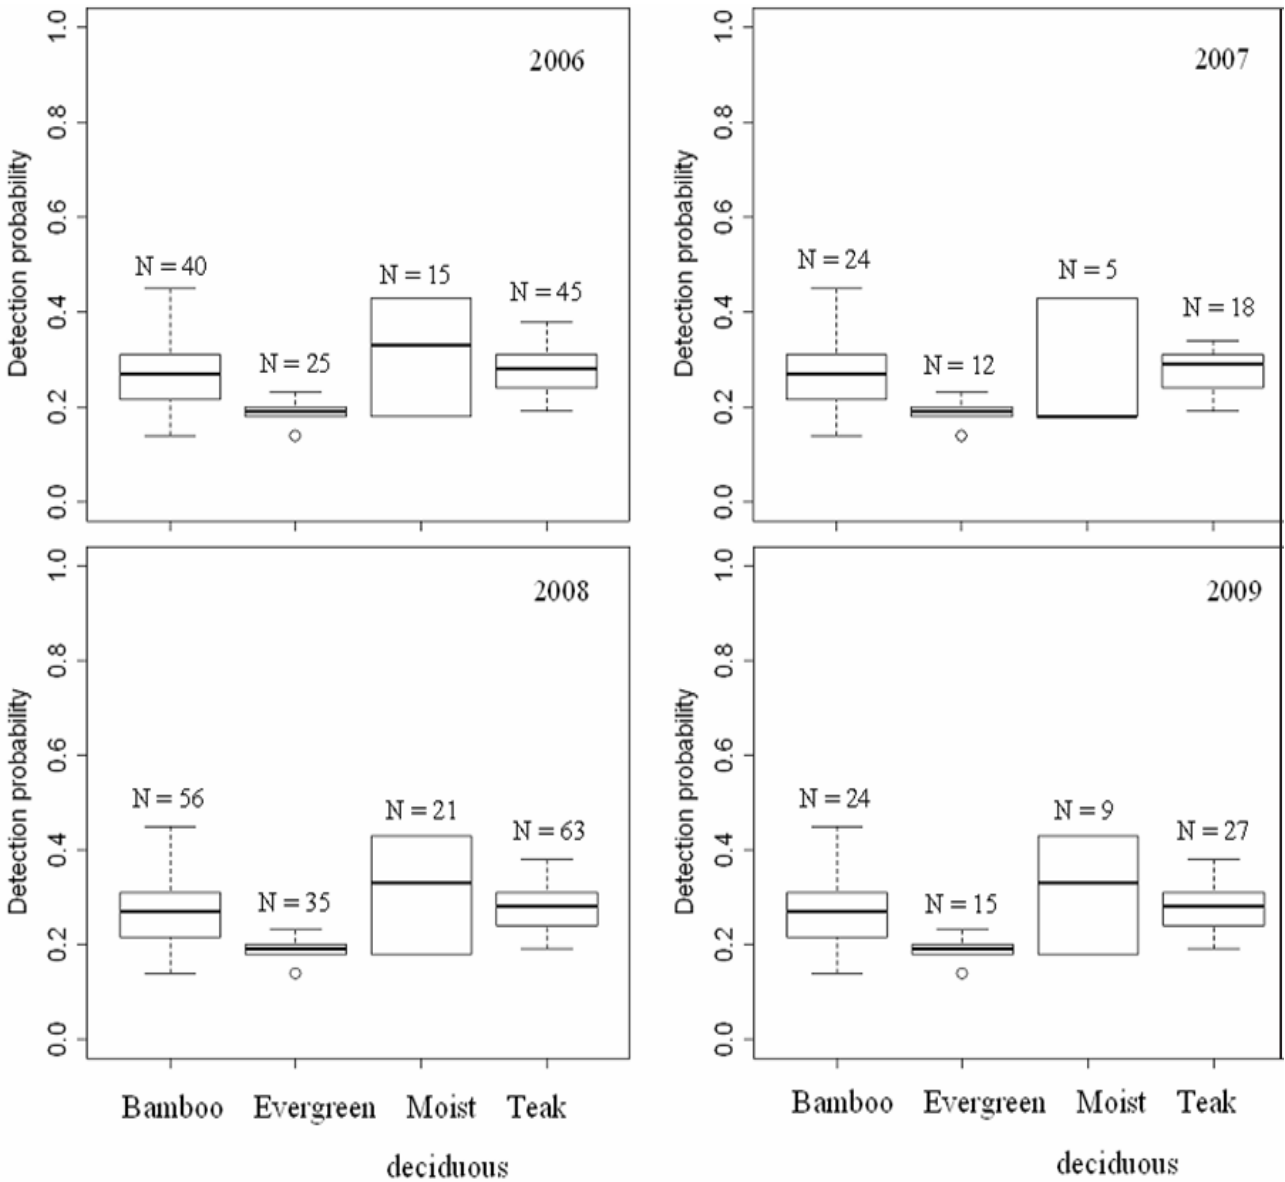 2006
Detection probability
1.0
0.8
0.6
0.4
0.2
0.0
N = 40
N = 25
N = 15
N = 45
2007
Detection probability
1.0
0.8
0.6
0.4
0.2
0.0
N = 24
N = 12
N = 5
N = 18
2008
Detection probability
1.0
0.8
0.6
0.4
0.2
0.0
N = 56
N = 35
N = 21
N = 63
Bamboo Evergreen Moist Teak
deciduous
2009
Detection probability
1.0
0.8
0.6
0.4
0.2
0.0
N = 24
N = 15
N = 9
N = 27
Bamboo Evergreen Moist Teak
deciduous